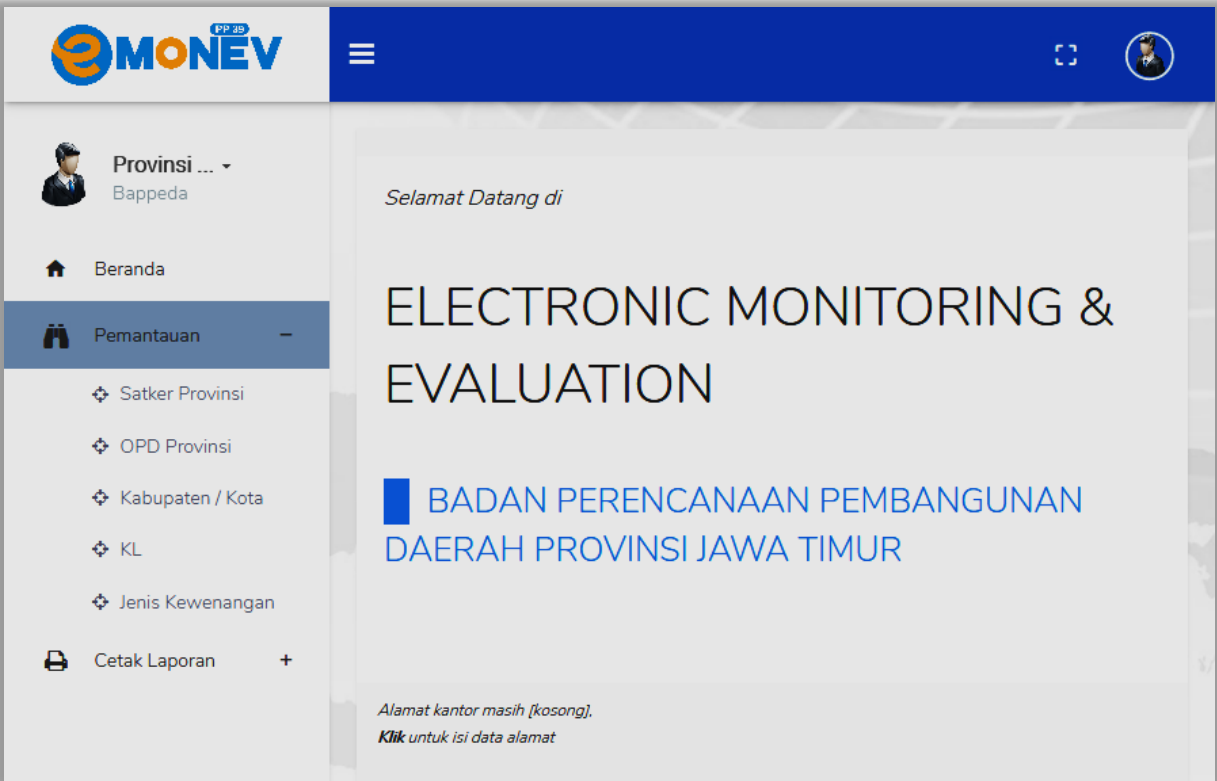 PP 39
eMONEV
Provinsi ...
Bappeda
Beranda
Pemantauan
Satker Provinsi
OPD Provinsi
Kabupaten / Kota
KL
Jenis Kewenangan
Cetak Laporan
Selamat Datang di
ELECTRONIC MONITORING &
EVALUATION
BADAN PERENCANAAN PEMBANGUNAN
DAERAH PROVINSI JAWA TIMUR
Alamat kantor masih [kosong],
Klik untuk isi data alamat